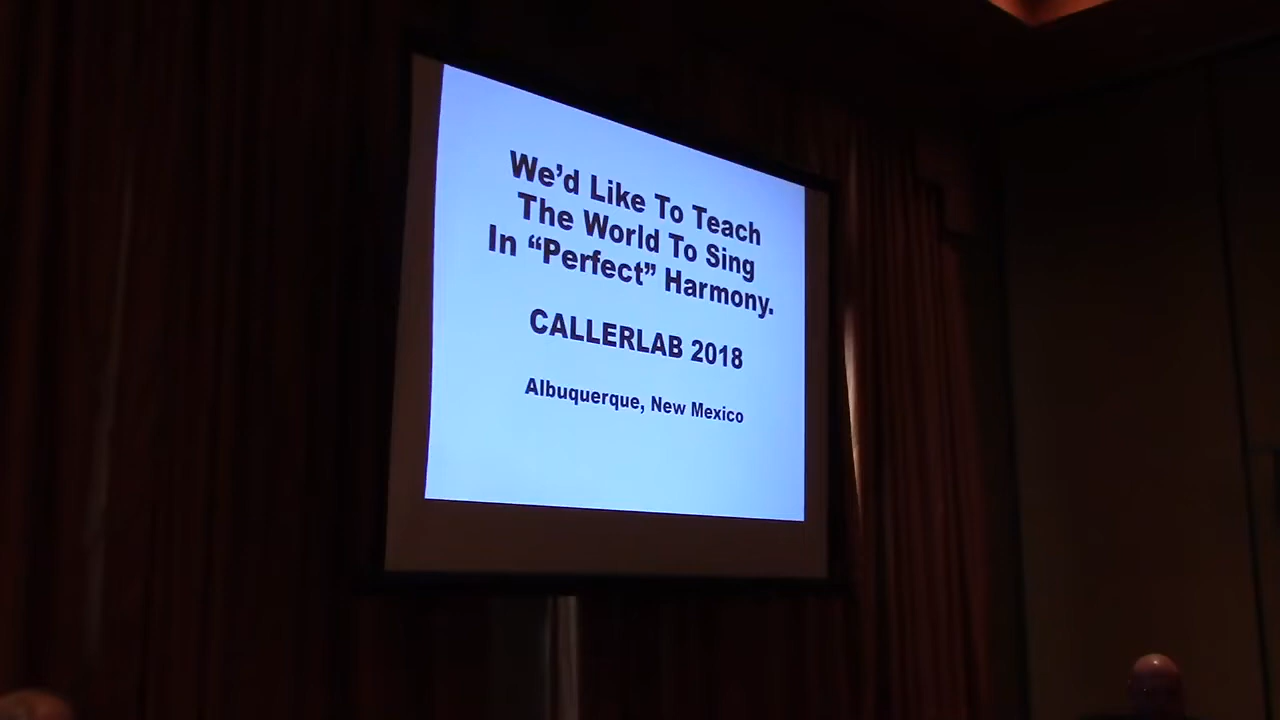 We’d Like To Teach
The World To Sing
In “Perfect” Harmony.
CALLERLAB 2018
Albuquerque, New Mexico